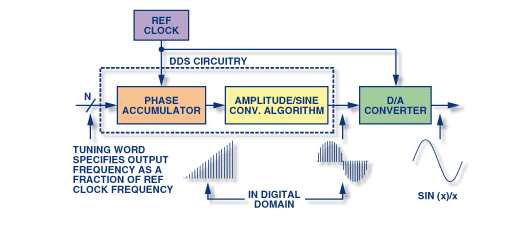 REF
CLOCK
DDS CIRCUITRY
N
PHASE
ACCUMULATOR
AMPLITUDE/SINE
CONV. ALGORITHM
D/A
CONVERTER
TUNING WORD
SPECIFIES OUTPUT
FREQUENCY AS A
FRACTION OF REF
CLOCK FREQUENCY
IN DIGITAL
DOMAIN
SIN (x)/x